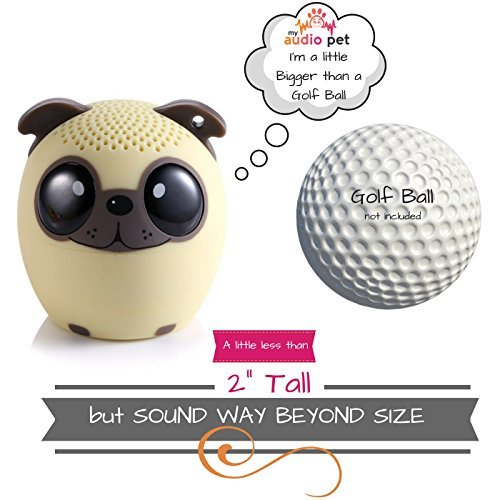 my
audio pet
I'm a little
Bigger than a
Golf Ball
Golf Ball
not included
A little less than
2" Tall
but SOUND WAY BEYOND SIZE